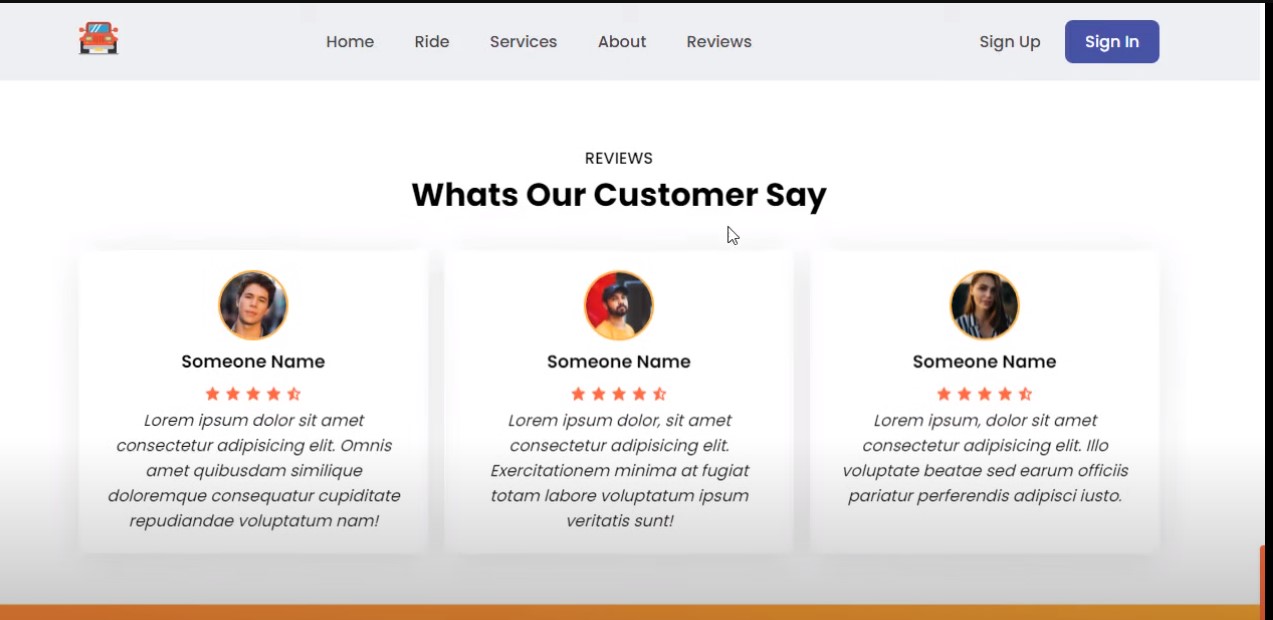 Home Ride Services About Reviews Sign Up Sign In
REVIEWS
Whats Our Customer Say
Someone Name
Lorem ipsum dolor sit amet
consectetur adipisicing elit. Omnis
amet quibusdam similique
doloremque consequatur cupiditate
repudiandae voluptatum nam!
Someone Name
Lorem ipsum dolor, sit amet
consectetur adipisicing elit.
Exercitationem minima at fugiat
totam labore voluptatum ipsum
veritatis sunt!
Someone Name
Lorem ipsum, dolor sit amet
consectetur adipisicing elit. Illo
voluptate beatae sed earum officiis
pariatur perferendis adipisci iusto.